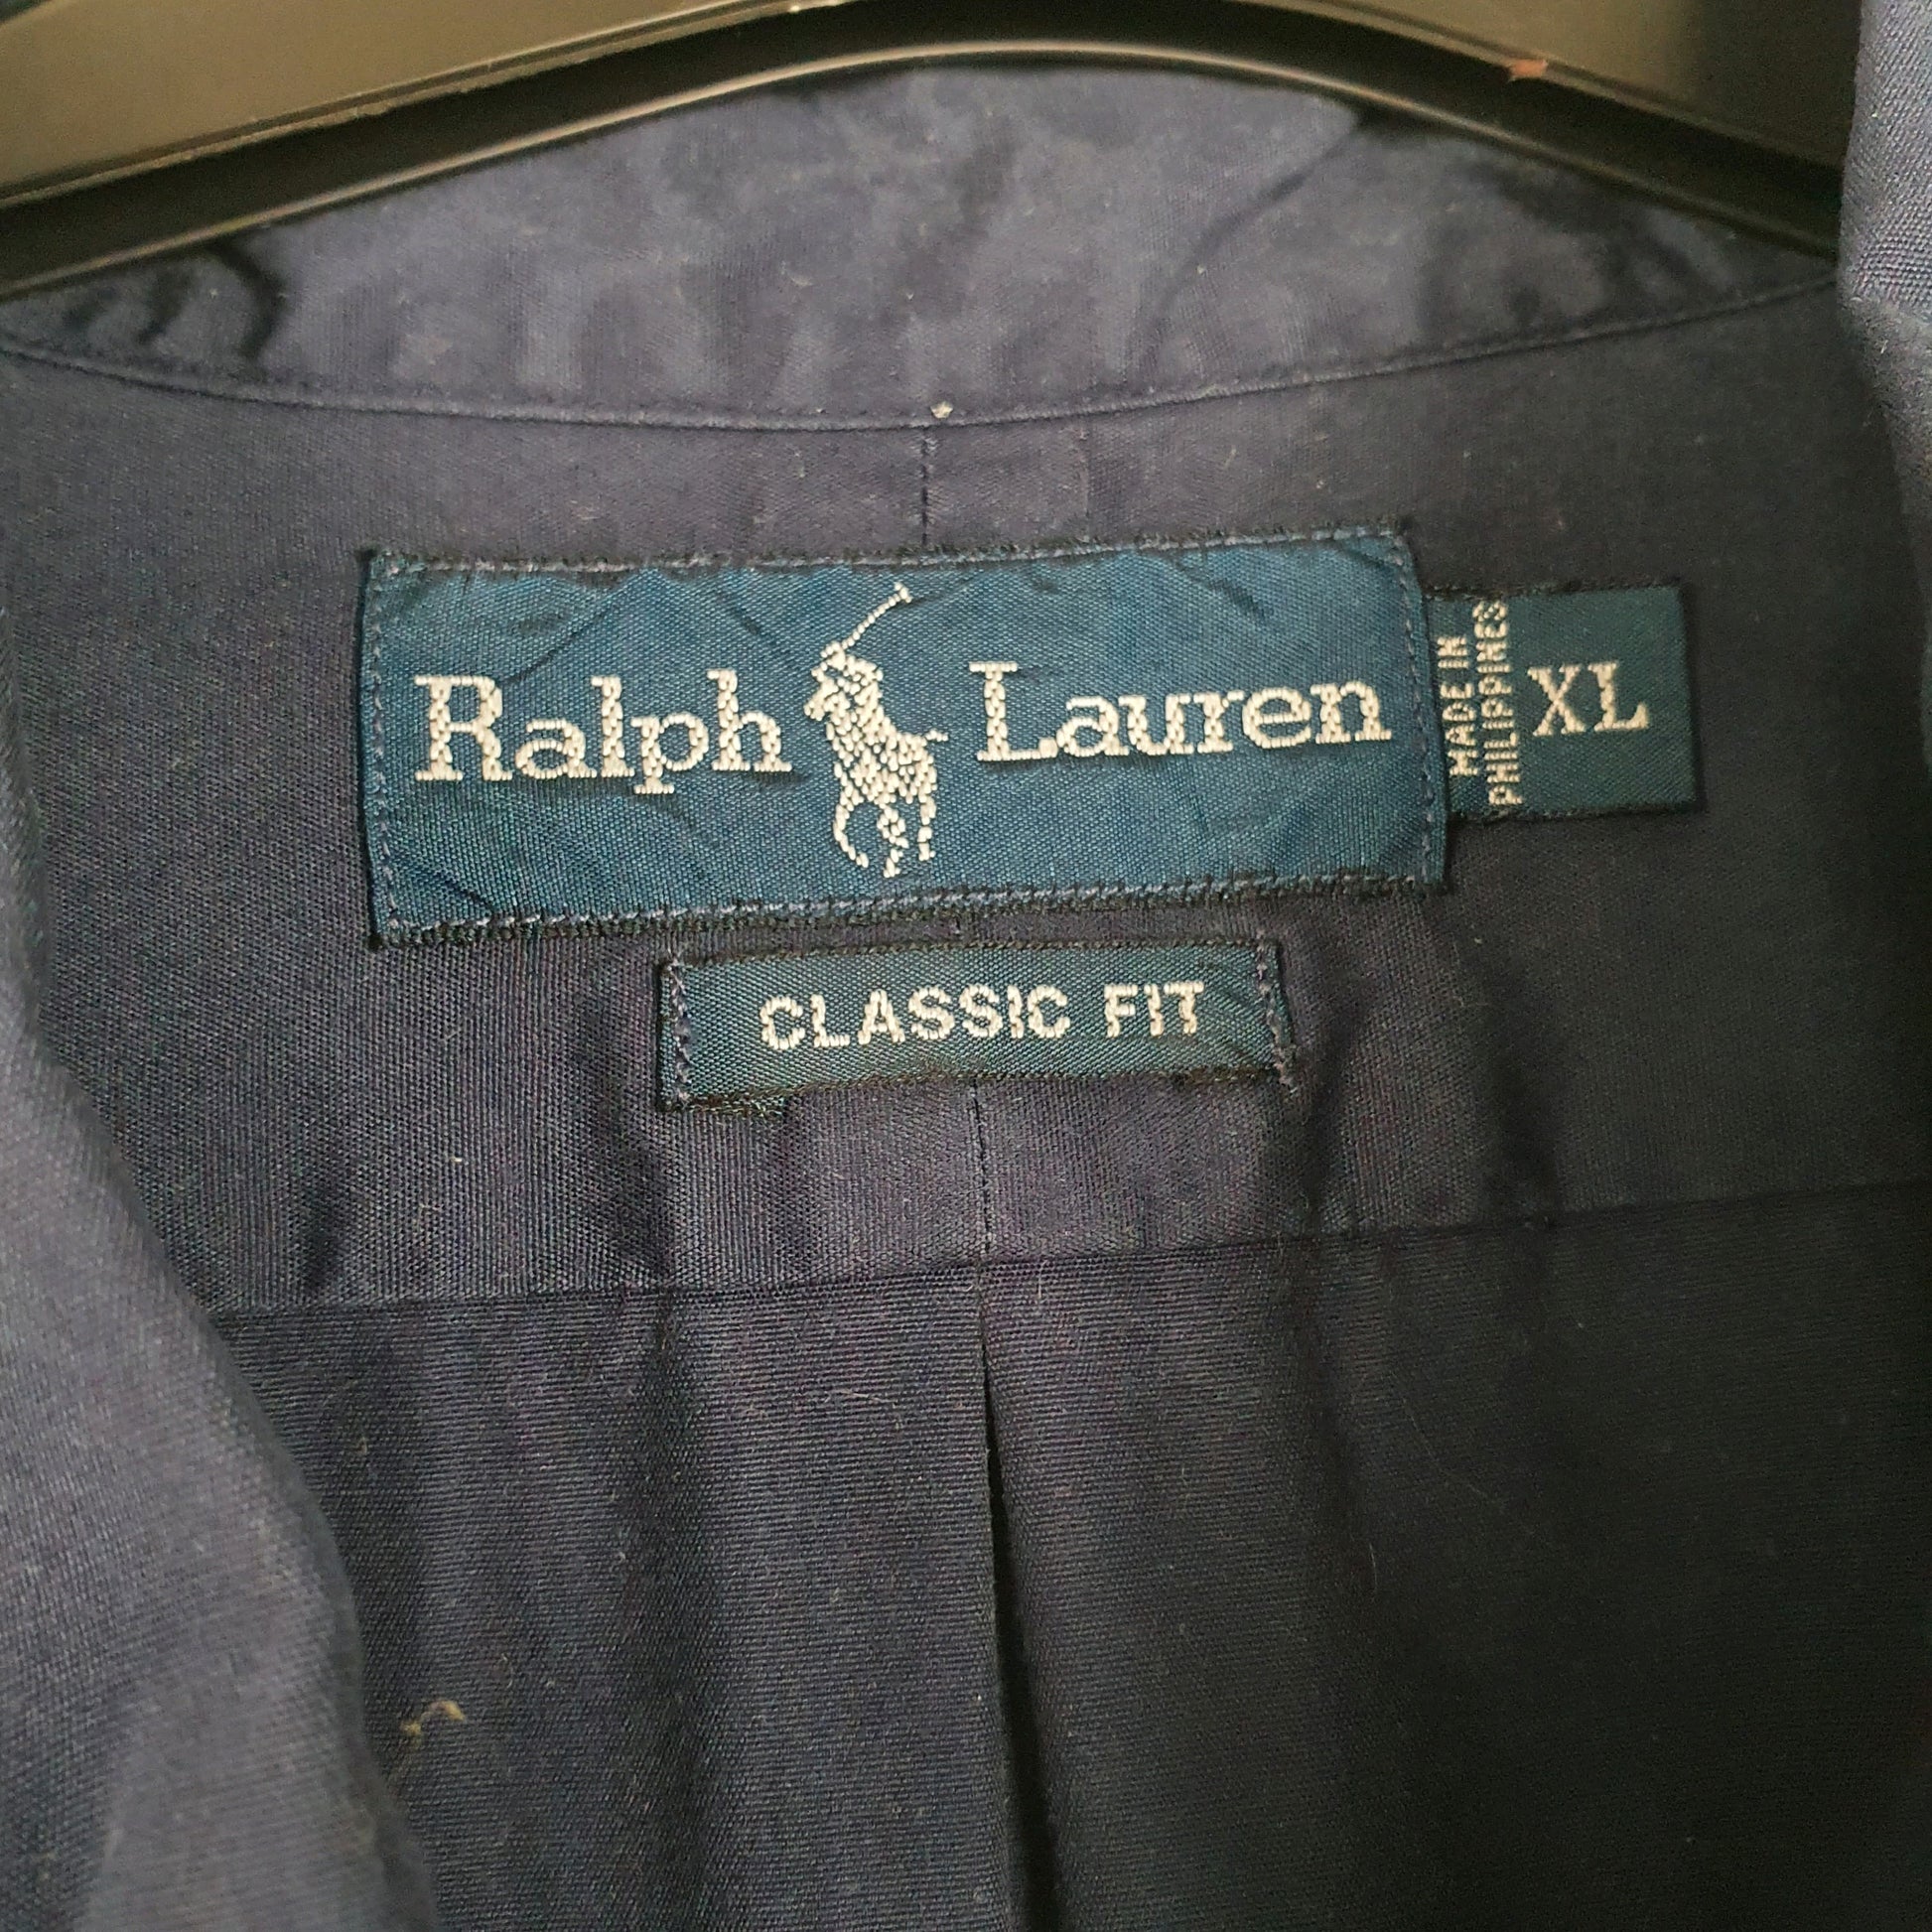 Ralph Lauren
MADE IN
PHILIPPINES
XL
CLASSIC FIT